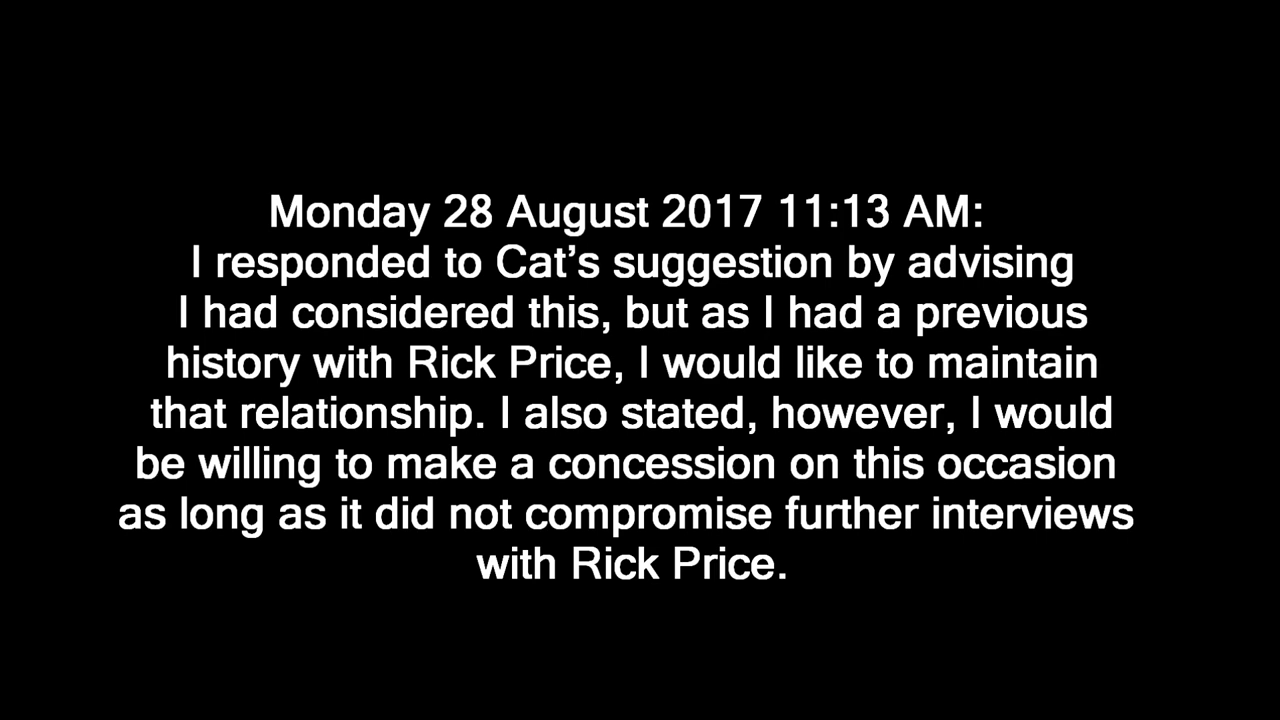 Monday 28 August 2017 11:13 AM:
I responded to Cat’s suggestion by advising
I had considered this, but as I had a previous
history with Rick Price, I would like to maintain
that relationship. I also stated, however, I would
be willing to make a concession on this occasion
as long as it did not compromise further interviews
with Rick Price.